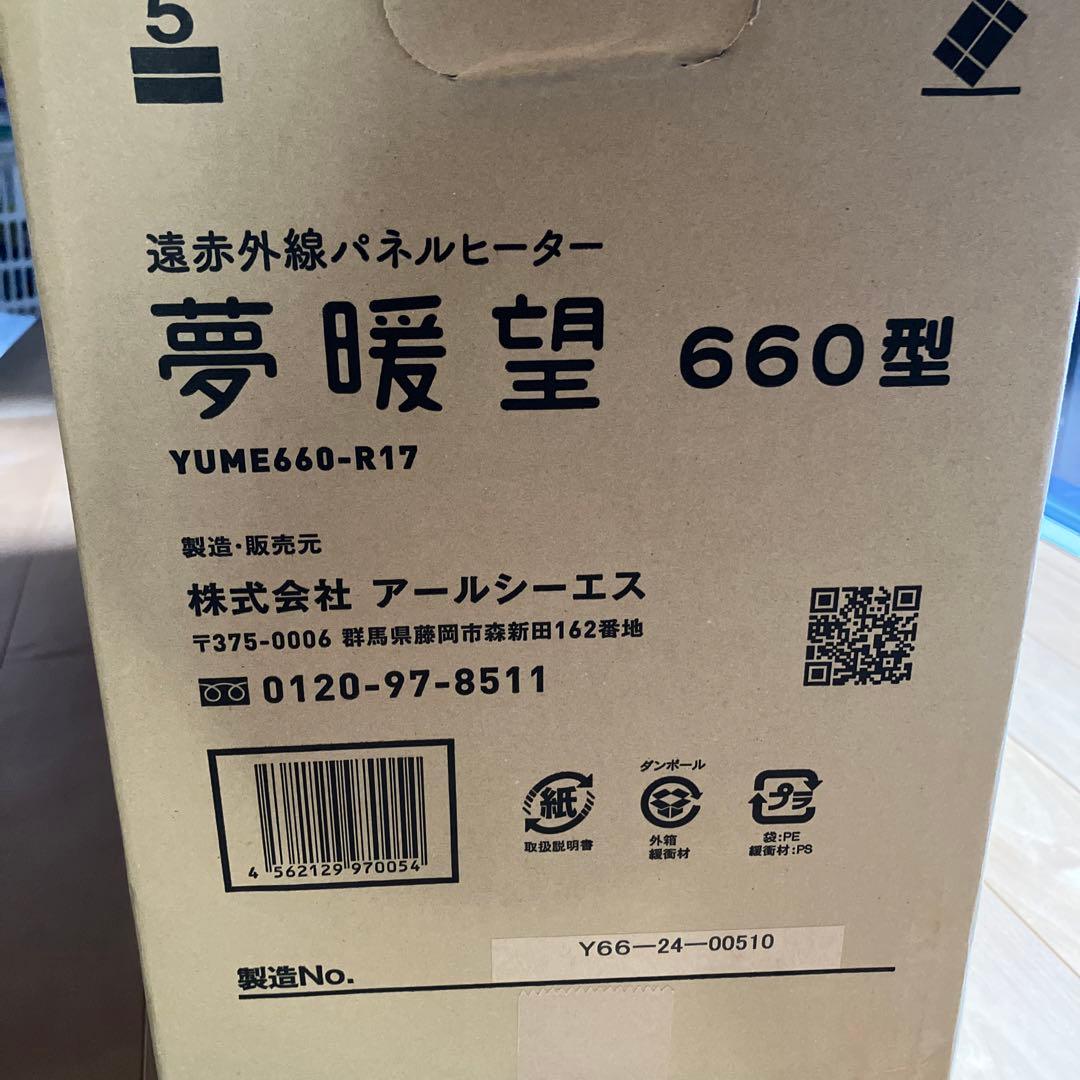 5
遠赤外線パネルヒーター
夢暖望 660型
YUME660-R17
製造・販売元
株式会社 アールシーエス
〒375-0006 群馬県藤岡市森新田162番地
0120-97-8511
4 562129 970054
紙
取扱説明書
ダンボール
外箱
緩衝材
プラ
袋:PE
緩衝材:PS
Y66-24-00510
製造No.